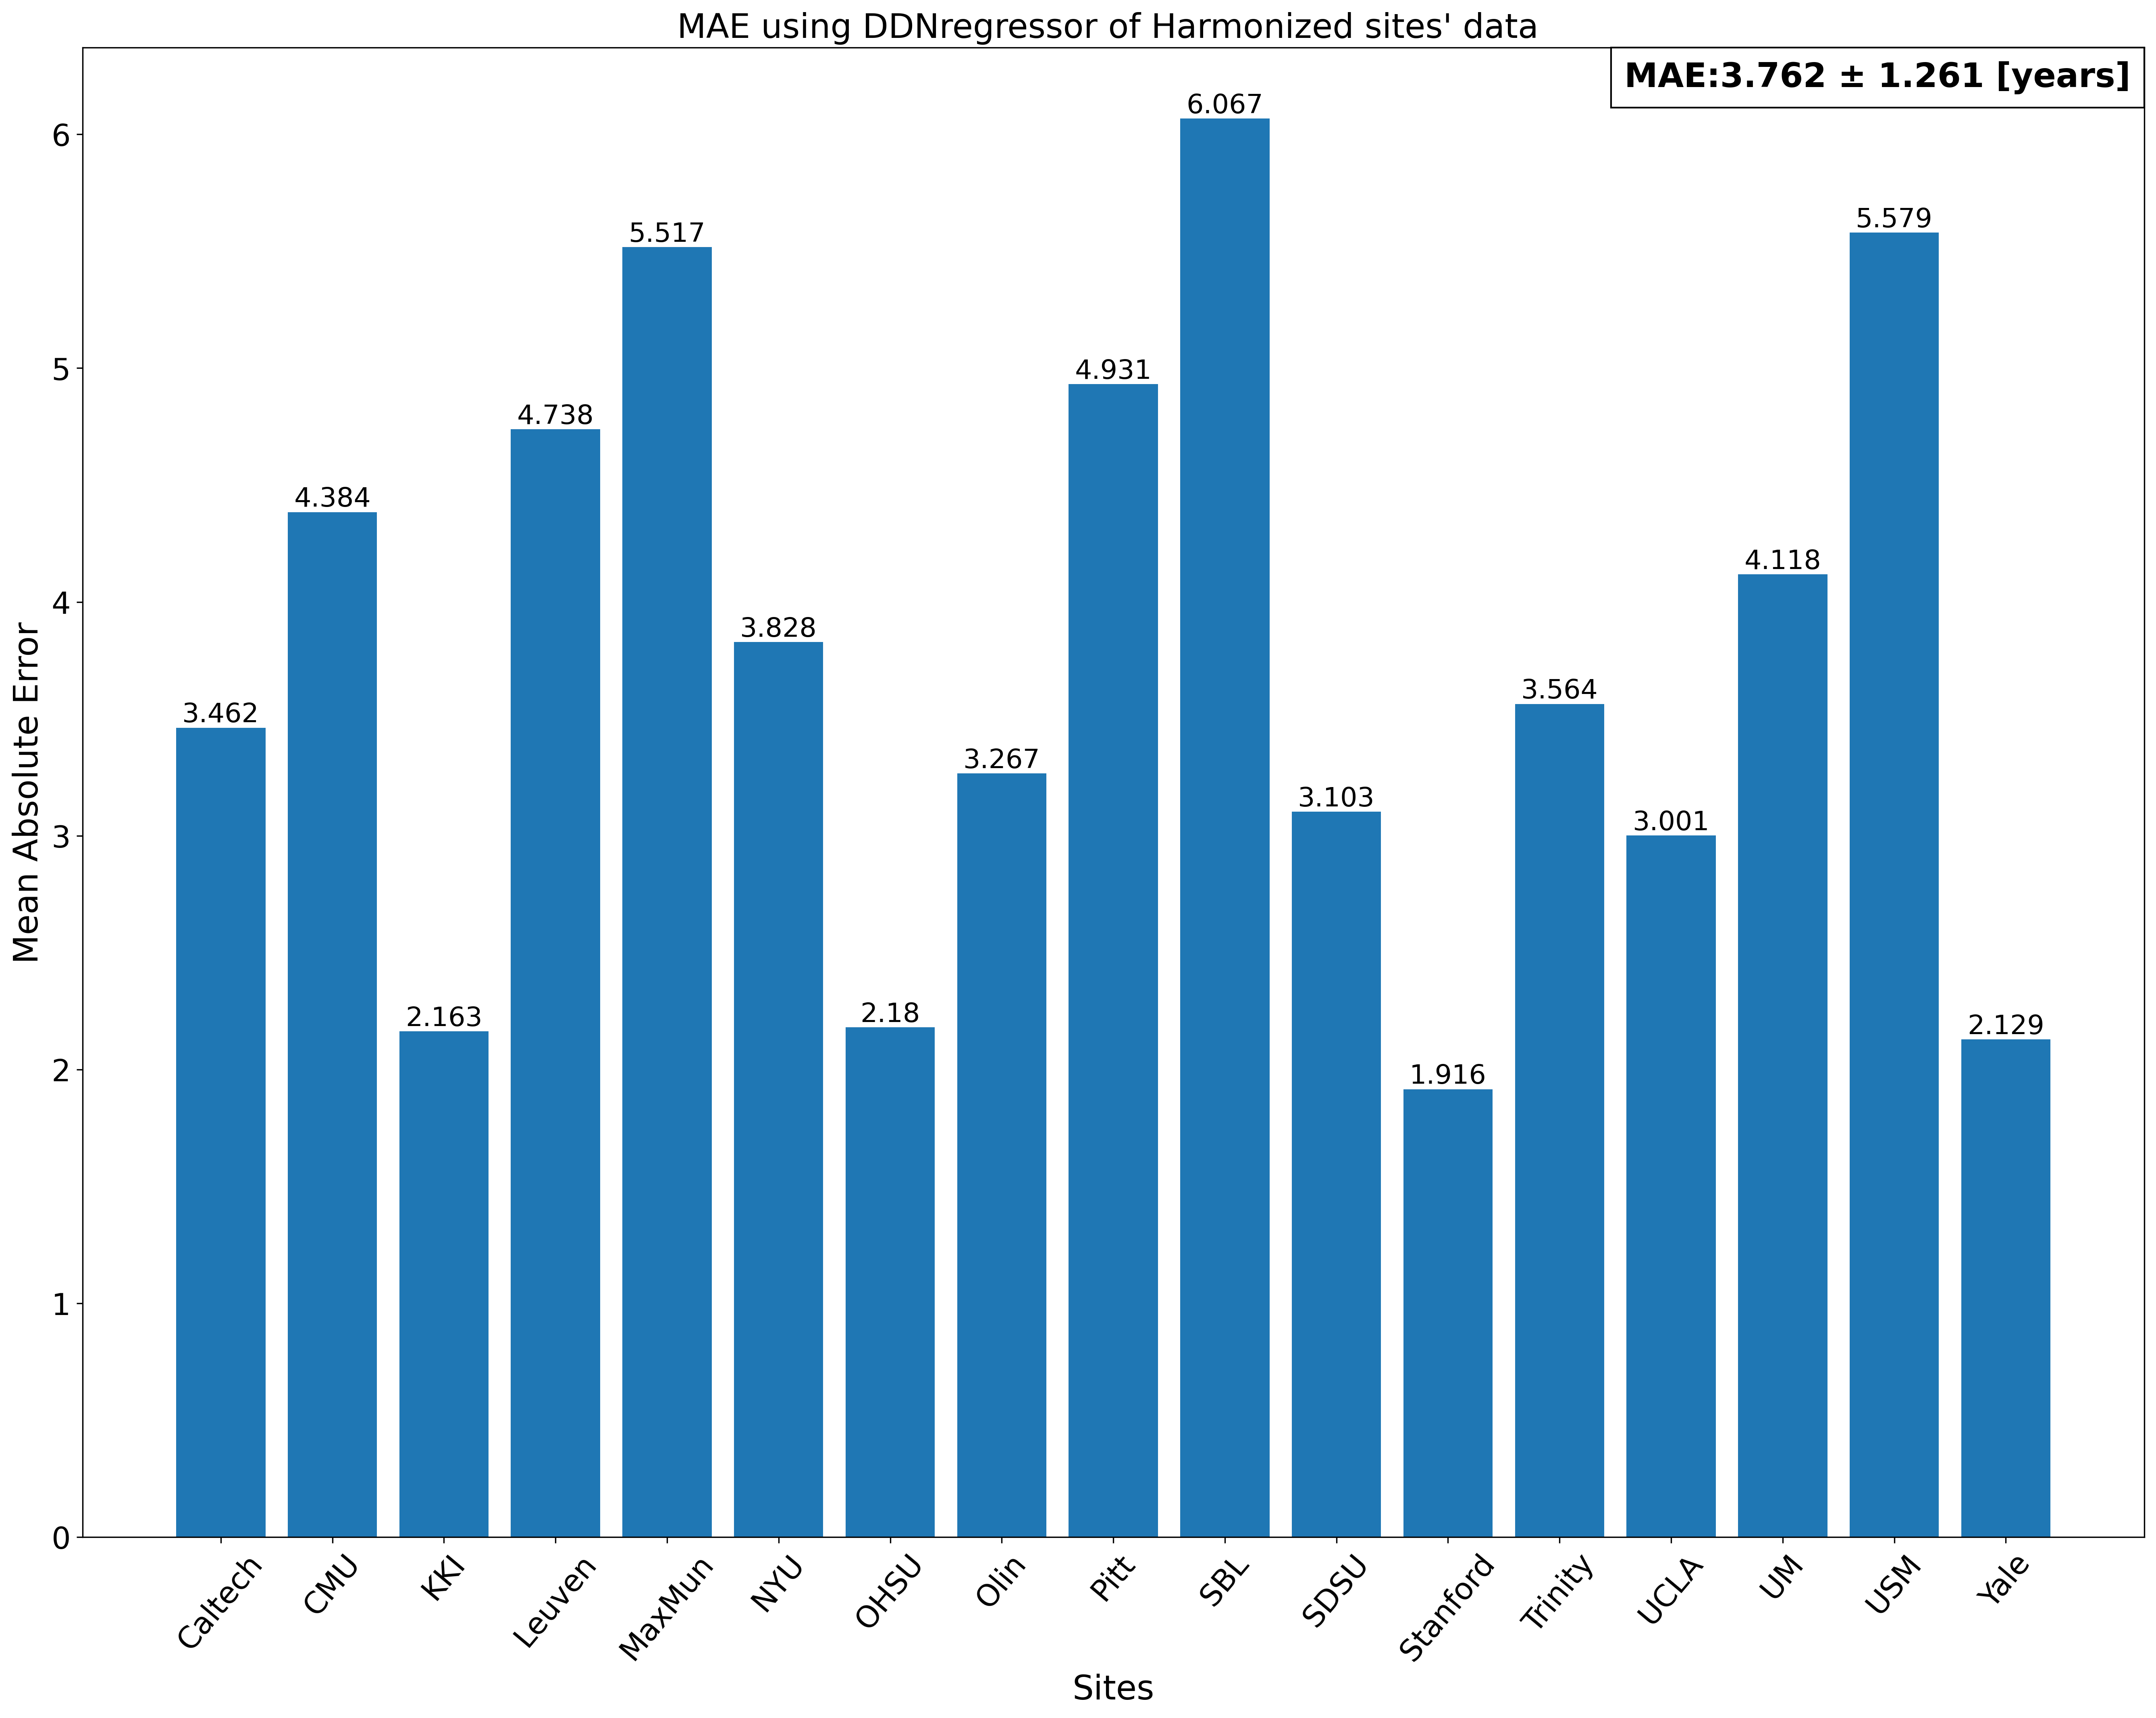 MAE using DDNregressor of Harmonized sites' data
MAE:3.762 ± 1.261 [years]
Mean Absolute Error
6
5
4
3
2
1
0
3.462
4.384
2.163
4.738
5.517
3.828
2.18
3.267
4.931
6.067
3.103
1.916
3.564
3.001
4.118
5.579
2.129
Caltech
CMU
KKI
Leuven
MaxMun
NYU
OHSU
Olin
Pitt
SBL
SDSU
Stanford
Trinity
UCLA
UM
USM
Yale
Sites